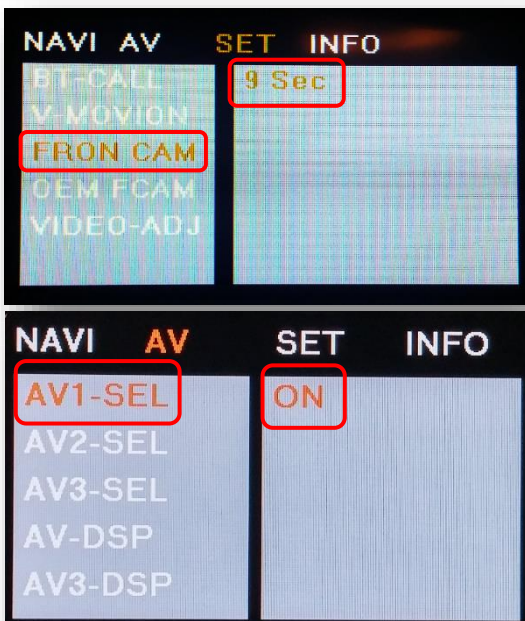 NAVI AV SET INFO
BT-CALL 9 Sec
V-MOVION
FRON CAM
OEM FCAM
VIDEO-ADJ
NAVI AV SET INFO
AV1-SEL ON
AV2-SEL
AV3-SEL
AV-DSP
AV3-DSP